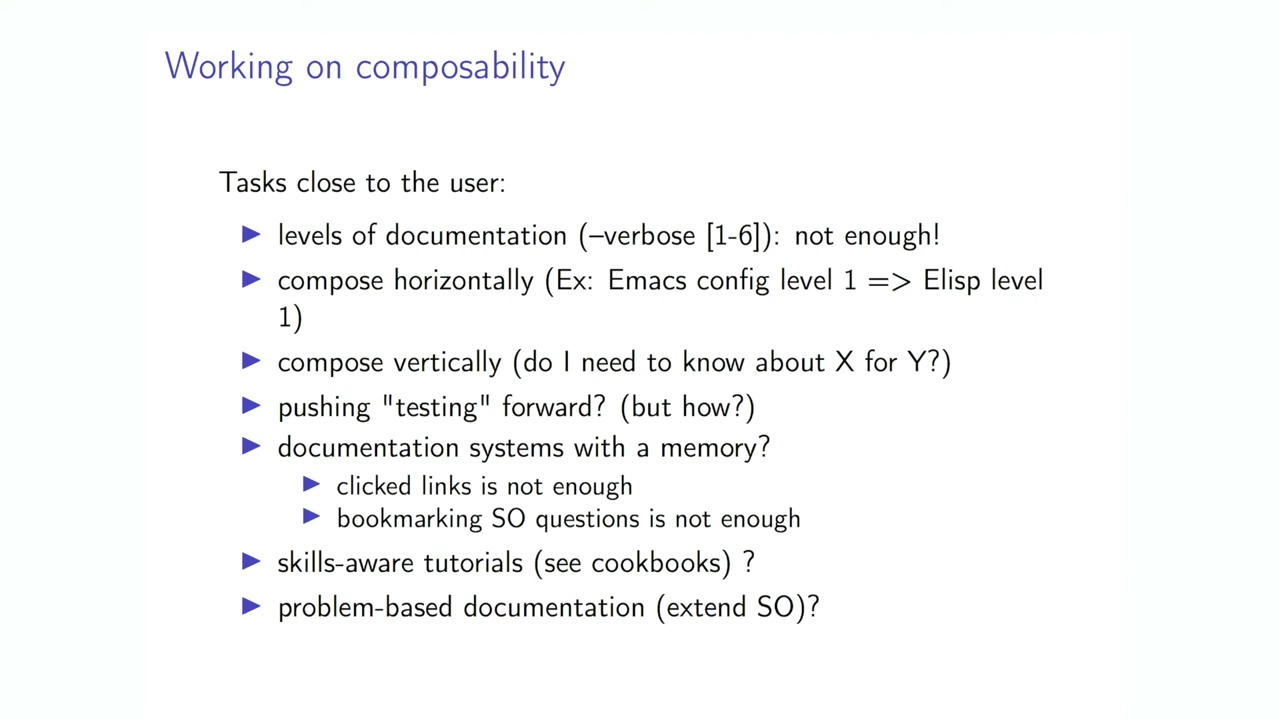 Working on composability
Tasks close to the user:
levels of documentation (–verbose [1-6]): not enough!
compose horizontally (Ex: Emacs config level 1 => Elisp level
1)
compose vertically (do I need to know about X for Y?)
pushing "testing" forward? (but how?)
documentation systems with a memory?
clicked links is not enough
bookmarking SO questions is not enough
skills-aware tutorials (see cookbooks) ?
problem-based documentation (extend SO)?